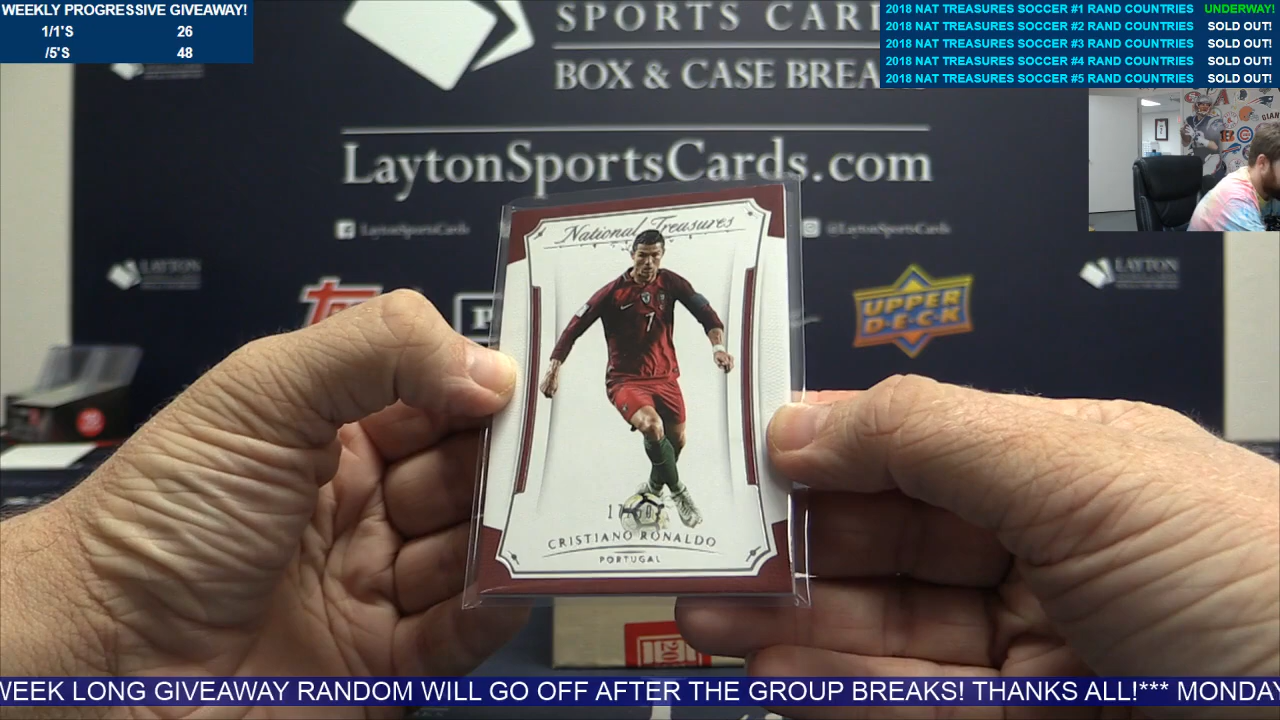 WEEKLY PROGRESSIVE GIVEAWAY!
1/1'S 26
/5'S 48
2018 NAT TREASURES SOCCER #1 RAND COUNTRIES UNDERWAY!
2018 NAT TREASURES SOCCER #2 RAND COUNTRIES SOLD OUT!
2018 NAT TREASURES SOCCER #3 RAND COUNTRIES SOLD OUT!
2018 NAT TREASURES SOCCER #4 RAND COUNTRIES SOLD OUT!
2018 NAT TREASURES SOCCER #5 RAND COUNTRIES SOLD OUT!
SPORTS CAR
BOX & CASE BREA
LaytonSportsCards.com
LaytonSportsCards
@LaytonSportsCards
LAYTON
LAYTON
UPPER
DECK
National Treasures
7
CRISTIANO RONALDO
PORTUGAL
WEEK LONG GIVEAWAY RANDOM WILL GO OFF AFTER THE GROUP BREAKS! THANKS ALL!*** MONDAY